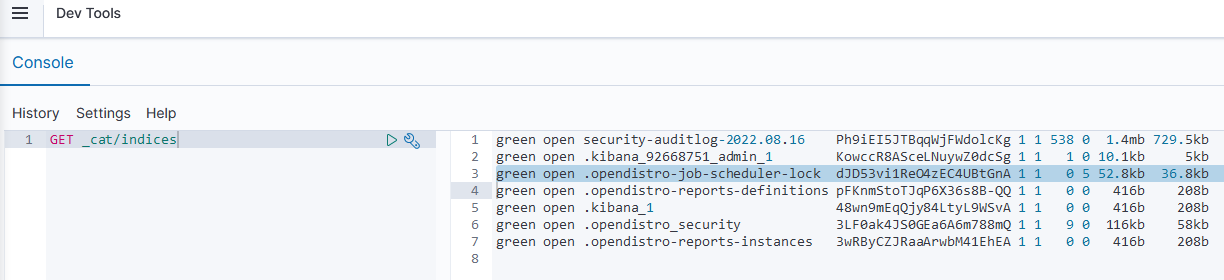 Dev Tools
Console
History Settings Help
1 GET _cat/indices
1 green open security-auditlog-2022.08.16 Ph9iEI5JTBqqWjFWdolcKg 1 1 538 0 1.4mb 729.5kb
2 green open .kibana_92668751_admin_1 KowccR8ASceLNuywZ0dcSg 1 1 1 0 10.1kb 5kb
3 green open .opendistro-job-scheduler-lock dJD53vi1ReO4zEC4UBtGnA 1 1 0 5 52.8kb 36.8kb
4 green open .opendistro-reports-definitions pFKnmStoTJqP6X36s8B-QQ 1 1 0 0 416b 208b
5 green open .kibana_1 48wn9mEqQjy84LtyL9WSvA 1 1 0 0 416b 208b
6 green open .opendistro_security 3LF0ak4JS0GEa6A6m788mQ 1 1 9 0 116kb 58kb
7 green open .opendistro-reports-instances 3wRByCZJRaaArwbM41EhEA 1 1 0 0 416b 208b
8